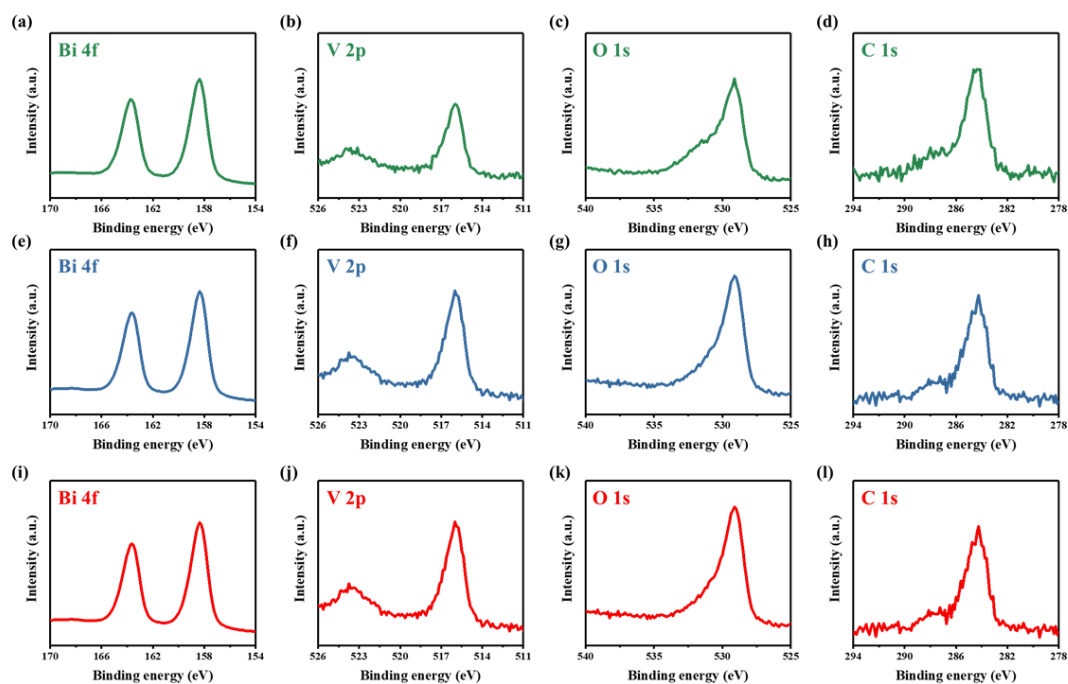 (a) (b) (c) (d)
Bi 4f V 2p O 1s C 1s
Intensity (a.u.) Intensity (a.u.) Intensity (a.u.) Intensity (a.u.)
170 166 162 158 154 526 523 520 517 514 511 540 535 530 525 294 290 286 282 278
Binding energy (eV) Binding energy (eV) Binding energy (eV) Binding energy (eV)
(e) (f) (g) (h)
Bi 4f V 2p O 1s C 1s
Intensity (a.u.) Intensity (a.u.) Intensity (a.u.) Intensity (a.u.)
170 166 162 158 154 526 523 520 517 514 511 540 535 530 525 294 290 286 282 278
Binding energy (eV) Binding energy (eV) Binding energy (eV) Binding energy (eV)
(i) (j) (k) (l)
Bi 4f V 2p O 1s C 1s
Intensity (a.u.) Intensity (a.u.) Intensity (a.u.) Intensity (a.u.)
170 166 162 158 154 526 523 520 517 514 511 540 535 530 525 294 290 286 282 278
Binding energy (eV) Binding energy (eV) Binding energy (eV) Binding energy (eV)